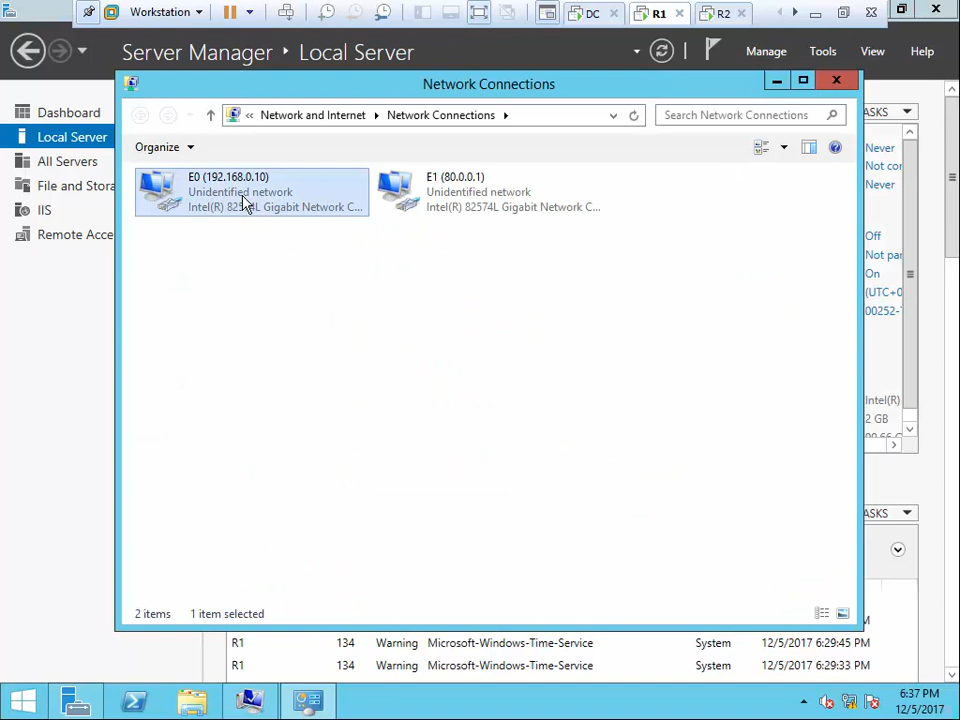 Workstation
DC
R1
R2
Server Manager
Local Server
Manage
Tools
View
Help
Network Connections
Network and Internet
Network Connections
Search Network Connections
Organize
E0 (192.168.0.10)
Unidentified network
Intel(R) 82574L Gigabit Network C...
E1 (80.0.0.1)
Unidentified network
Intel(R) 82574L Gigabit Network C...
Dashboard
Local Server
All Servers
File and Stora
IIS
Remote Acce
ASKS
Never
Not cor
Never
Off
Not pa
On
(UTC+0
00252-
Intel(R)
2 GB
ASKS
2 items
1 item selected
R1
134
Warning
Microsoft-Windows-Time-Service
System
12/5/2017 6:29:45 PM
R1
134
Warning
Microsoft-Windows-Time-Service
System
12/5/2017 6:29:33 PM
6:37 PM
12/5/2017